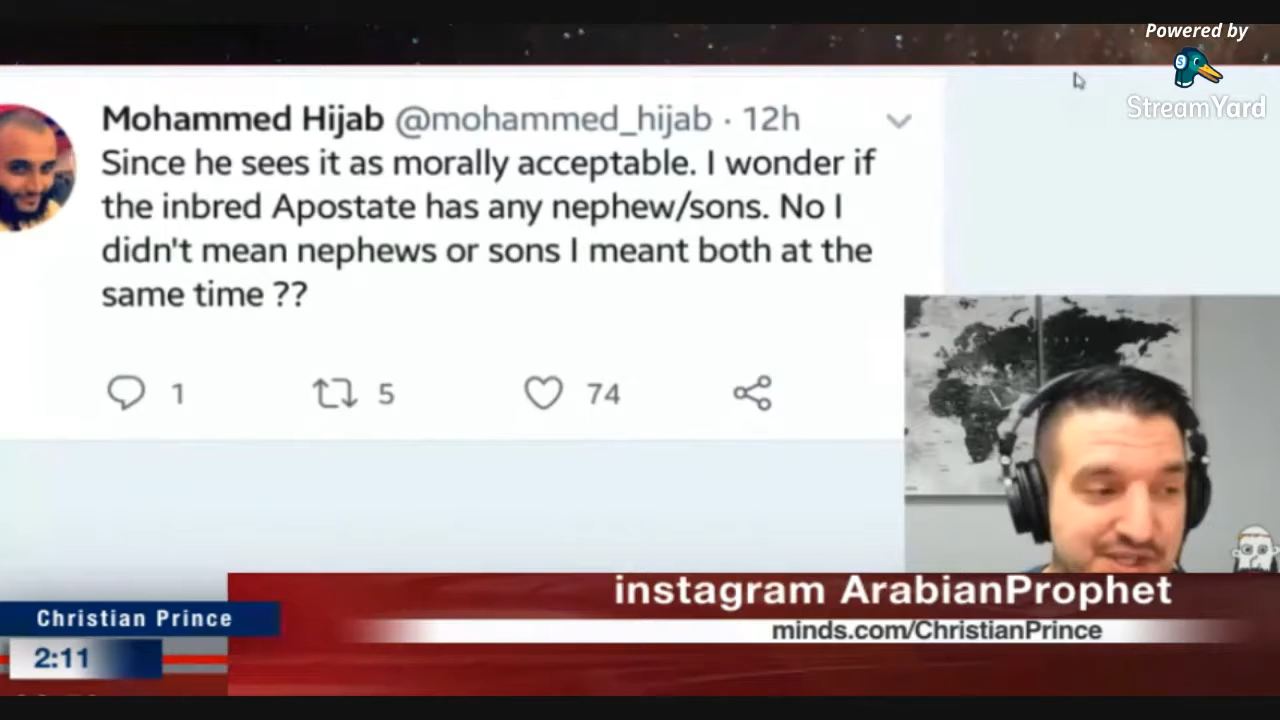 Powered by
StreamYard
Mohammed Hijab @mohammed_hijab · 12h
Since he sees it as morally acceptable. I wonder if
the inbred Apostate has any nephew/sons. No I
didn't mean nephews or sons I meant both at the
same time ??
1 5 74
instagram ArabianProphet
Christian Prince
minds.com/ChristianPrince
2:11